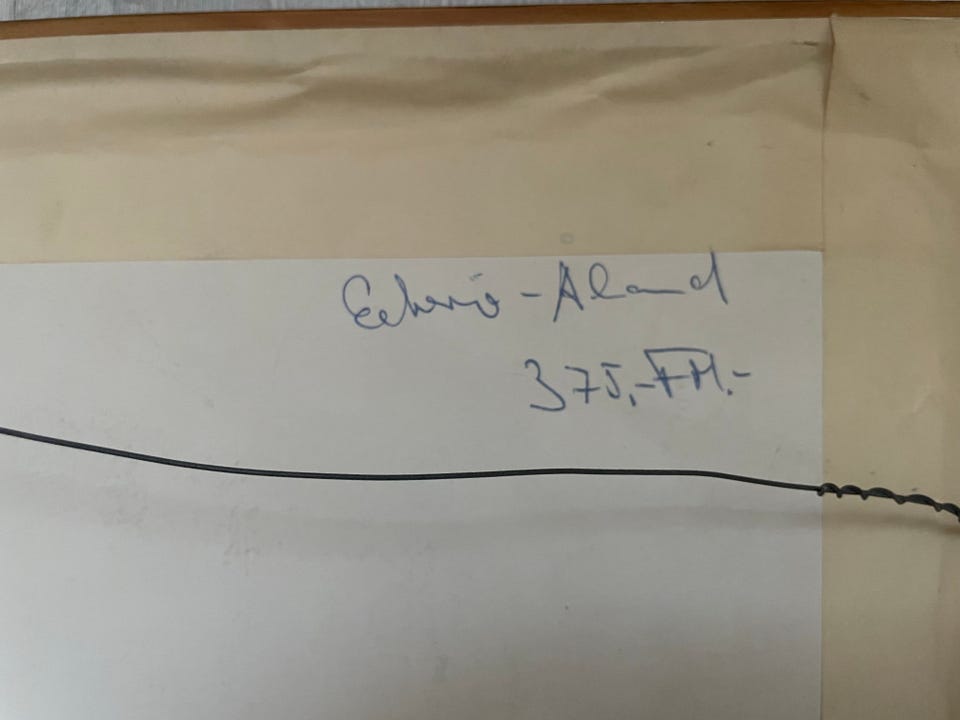 Eckerö - Aland
375,-FM.-